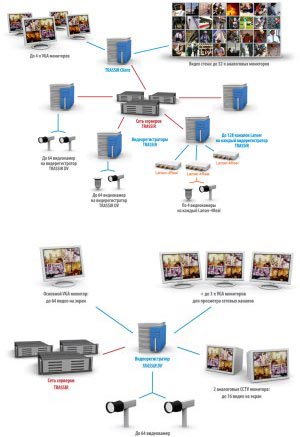 До 4-х VGA мониторов
TRASSIR Client
Видео стена: до 32-х аналоговых мониторов
Сеть серверов
TRASSIR
Видеорегистраторы
TRASSIR
До 128 каналов Lanser
на каждый видеорегистратор
TRASSIR
До 64 видеокамер
на видеорегистратор
TRASSIR DV
До 64 видеокамер
на видеорегистратор
TRASSIR DV
Lanser-4Real
Lanser-4Real
Lanser-4Real
По 4 видеокамеры
на каждый Lanser-4Real
Основной VGA монитор:
до 64 видео на экран
+ до 3-х VGA мониторов
для просмотра сетевых каналов
Сеть серверов
TRASSIR
Видеорегистратор
TRASSIR DV
2 аналоговых CCTV монитора:
до 16 видео на экран
До 64 видеокамер